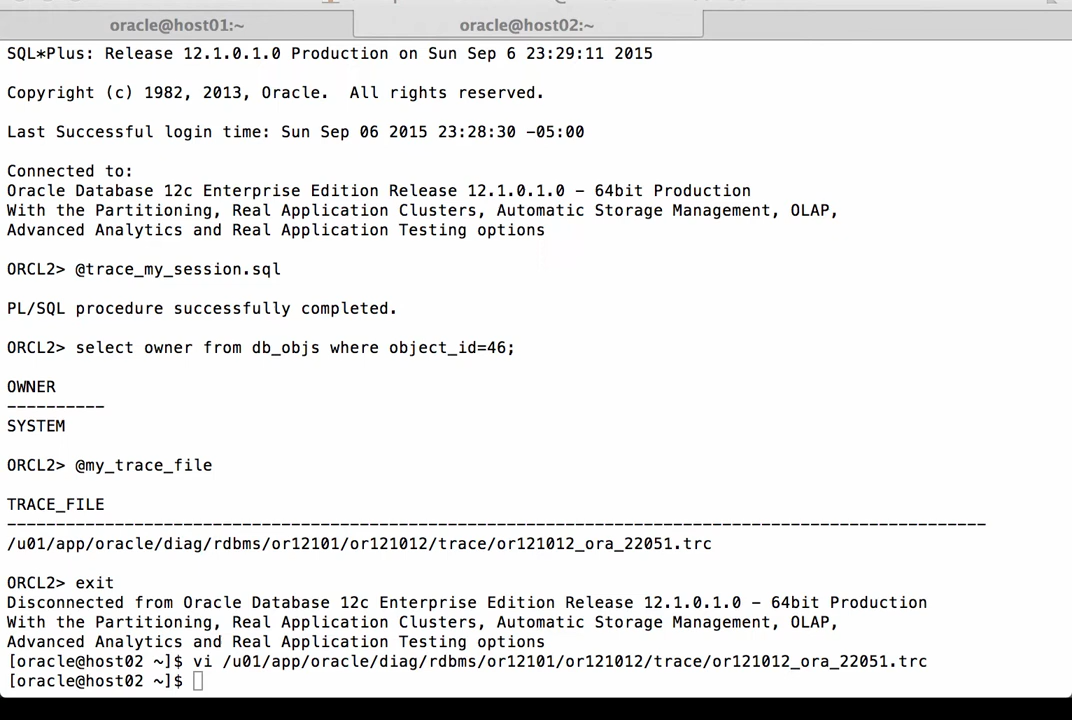 oracle@host01:~
oracle@host02:~
SQL*Plus: Release 12.1.0.1.0 Production on Sun Sep 6 23:29:11 2015
Copyright (c) 1982, 2013, Oracle.  All rights reserved.
Last Successful login time: Sun Sep 06 2015 23:28:30 -05:00
Connected to:
Oracle Database 12c Enterprise Edition Release 12.1.0.1.0 - 64bit Production
With the Partitioning, Real Application Clusters, Automatic Storage Management, OLAP,
Advanced Analytics and Real Application Testing options
ORCL2> @trace_my_session.sql
PL/SQL procedure successfully completed.
ORCL2> select owner from db_objs where object_id=46;
OWNER
----------
SYSTEM
ORCL2> @my_trace_file
TRACE_FILE
----------------------------------------------------------------------------------------------------
/u01/app/oracle/diag/rdbms/or12101/or121012/trace/or121012_ora_22051.trc
ORCL2> exit
Disconnected from Oracle Database 12c Enterprise Edition Release 12.1.0.1.0 - 64bit Production
With the Partitioning, Real Application Clusters, Automatic Storage Management, OLAP,
Advanced Analytics and Real Application Testing options
[oracle@host02 ~]$ vi /u01/app/oracle/diag/rdbms/or12101/or121012/trace/or121012_ora_22051.trc
[oracle@host02 ~]$